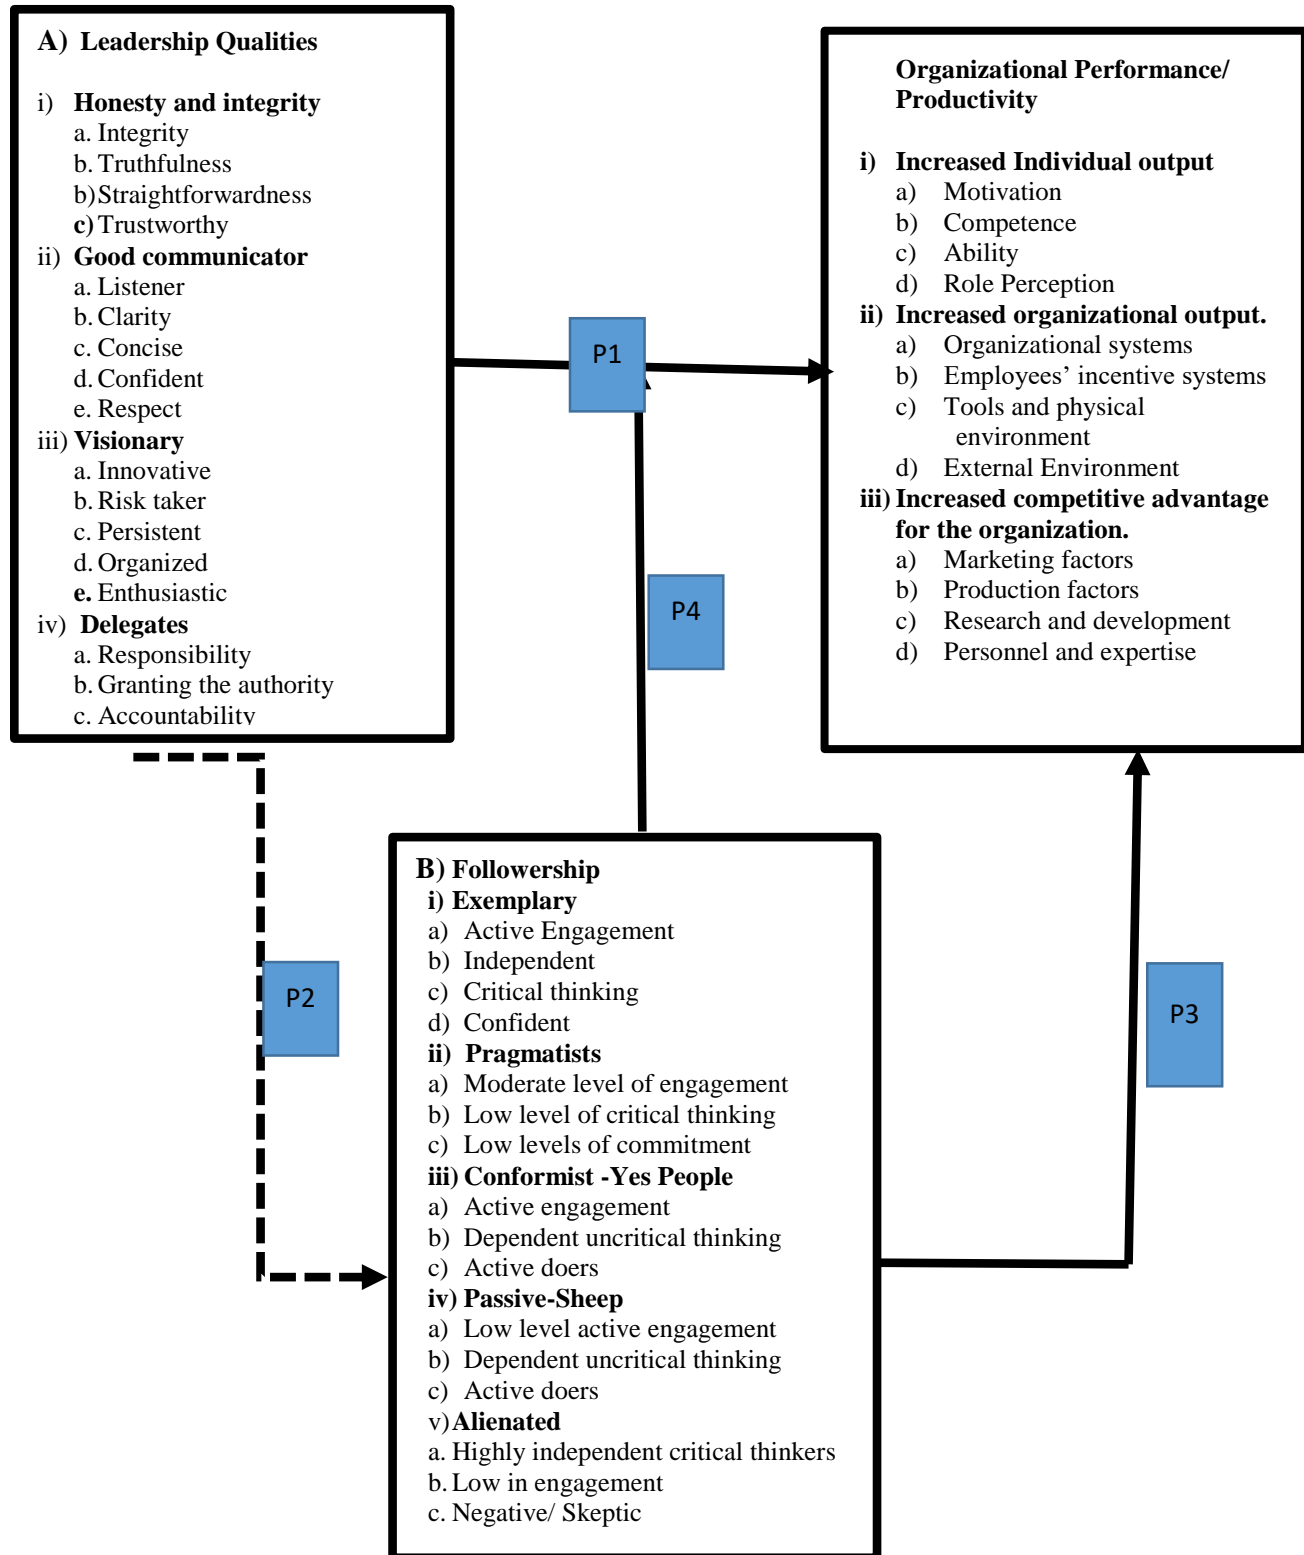 A) Leadership Qualities
i) Honesty and integrity
a. Integrity
b. Truthfulness
b)Straightforwardness
c) Trustworthy
ii) Good communicator
a. Listener
b. Clarity
c. Concise
d. Confident
e. Respect
iii) Visionary
a. Innovative
b. Risk taker
c. Persistent
d. Organized
e. Enthusiastic
iv) Delegates
a. Responsibility
b. Granting the authority
c. Accountability
P1
Organizational Performance/
Productivity
i) Increased Individual output
a) Motivation
b) Competence
c) Ability
d) Role Perception
ii) Increased organizational output.
a) Organizational systems
b) Employees’ incentive systems
c) Tools and physical
environment
d) External Environment
iii) Increased competitive advantage
for the organization.
a) Marketing factors
b) Production factors
c) Research and development
d) Personnel and expertise
P4
P2
B) Followership
i) Exemplary
a) Active Engagement
b) Independent
c) Critical thinking
d) Confident
ii) Pragmatists
a) Moderate level of engagement
b) Low level of critical thinking
c) Low levels of commitment
iii) Conformist -Yes People
a) Active engagement
b) Dependent uncritical thinking
c) Active doers
iv) Passive-Sheep
a) Low level active engagement
b) Dependent uncritical thinking
c) Active doers
v) Alienated
a. Highly independent critical thinkers
b. Low in engagement
c. Negative/ Skeptic
P3